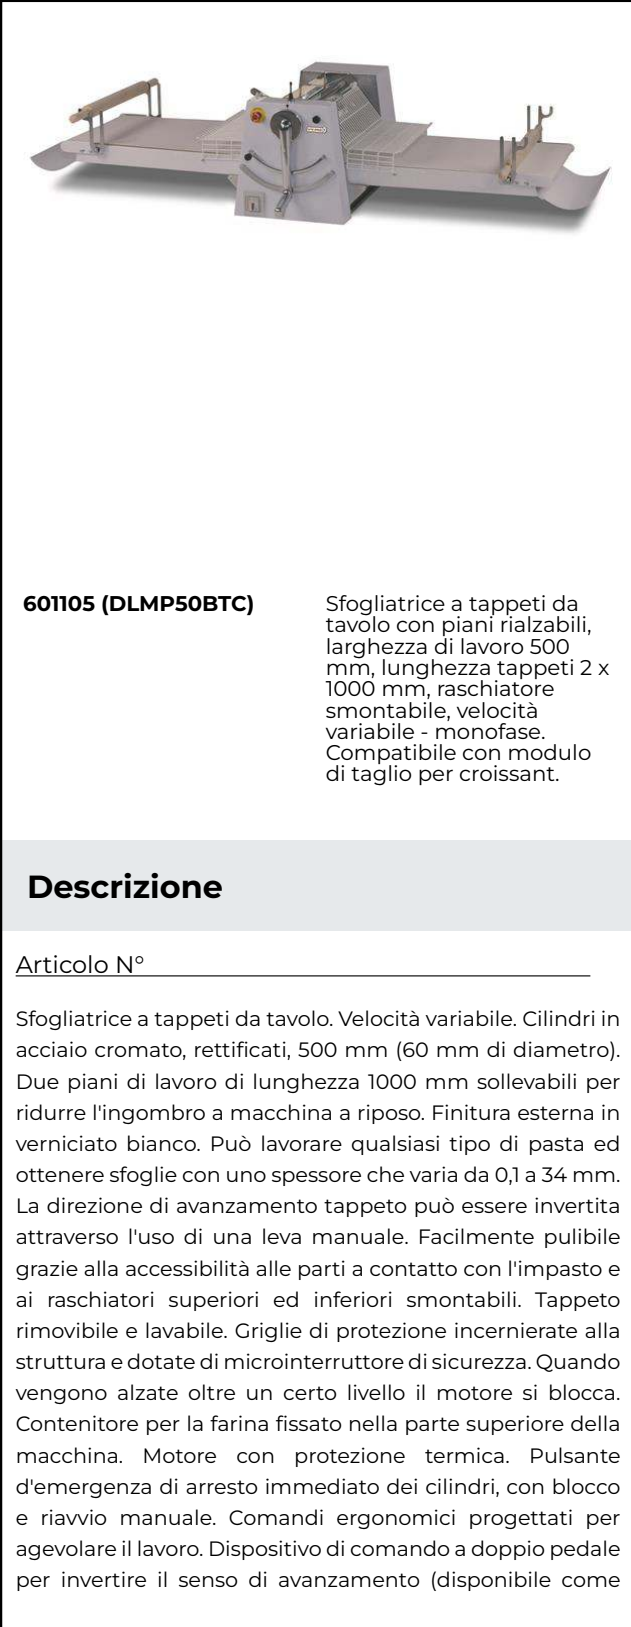 601105 (DLMP50BTC)
Sfogliatrice a tappeti da
tavolo con piani rialzabili,
larghezza di lavoro 500
mm, lunghezza tappeti 2 x
1000 mm, raschiatore
smontabile, velocità
variabile - monofase.
Compatibile con modulo
di taglio per croissant.
Descrizione
Articolo N°
Sfogliatrice a tappeti da tavolo. Velocità variabile. Cilindri in
acciaio cromato, rettificati, 500 mm (60 mm di diametro).
Due piani di lavoro di lunghezza 1000 mm sollevabili per
ridurre l'ingombro a macchina a riposo. Finitura esterna in
verniciato bianco. Può lavorare qualsiasi tipo di pasta ed
ottenere sfoglie con uno spessore che varia da 0,1 a 34 mm.
La direzione di avanzamento tappeto può essere invertita
attraverso l'uso di una leva manuale. Facilmente pulibile
grazie alla accessibilità alle parti a contatto con l'impasto e
ai raschiatori superiori ed inferiori smontabili. Tappeto
rimovibile e lavabile. Griglie di protezione incernierate alla
struttura e dotate di microinterruttore di sicurezza. Quando
vengono alzate oltre un certo livello il motore si blocca.
Contenitore per la farina fissato nella parte superiore della
macchina. Motore con protezione termica. Pulsante
d'emergenza di arresto immediato dei cilindri, con blocco
e riavvio manuale. Comandi ergonomici progettati per
agevolare il lavoro. Dispositivo di comando a doppio pedale
per invertire il senso di avanzamento (disponibile come